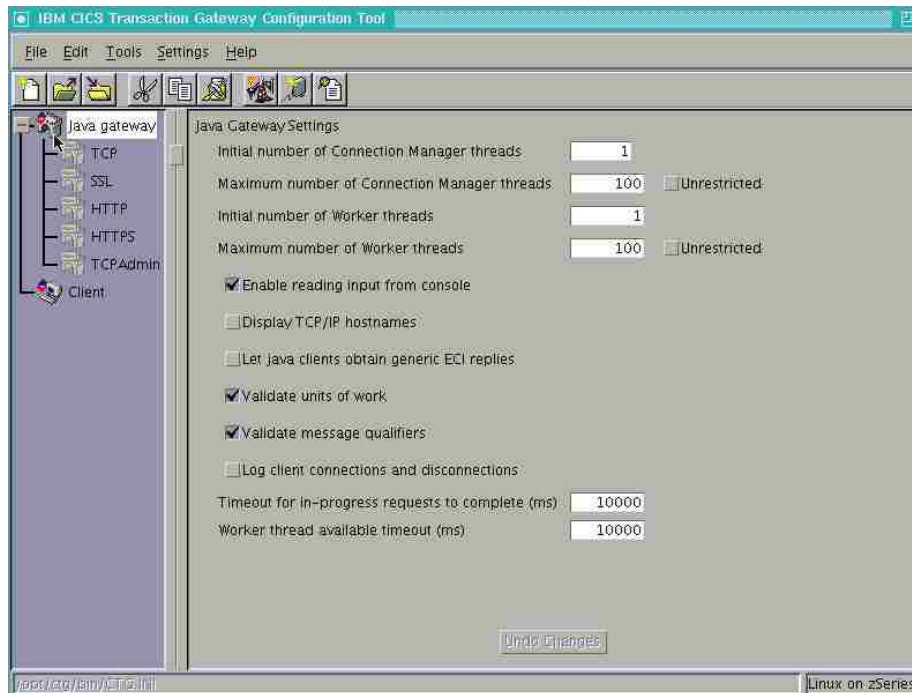 IBM CICS Transaction Gateway Configuration Tool
File Edit Tools Settings Help
Java gateway
TCP
SSL
HTTP
HTTPS
TCPAdmin
Client
Java Gateway Settings
Initial number of Connection Manager threads 1
Maximum number of Connection Manager threads 100 Unrestricted
Initial number of Worker threads 1
Maximum number of Worker threads 100 Unrestricted
Enable reading input from console
Display TCP/IP hostnames
Let java clients obtain generic ECI replies
Validate units of work
Validate message qualifiers
Log client connections and disconnections
Timeout for in-progress requests to complete (ms) 10000
Worker thread available timeout (ms) 10000
Undo Changes
/opt/ctg/bin/CTG.INI
Linux on zSeries